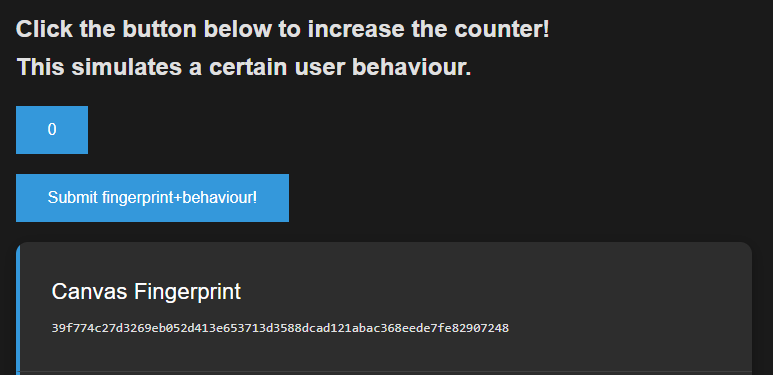 Click the button below to increase the counter!
This simulates a certain user behaviour.
0
Submit fingerprint+behaviour!
Canvas Fingerprint
39f774c27d3269eb052d413e653713d3588dcad121abac368eede7fe82907248